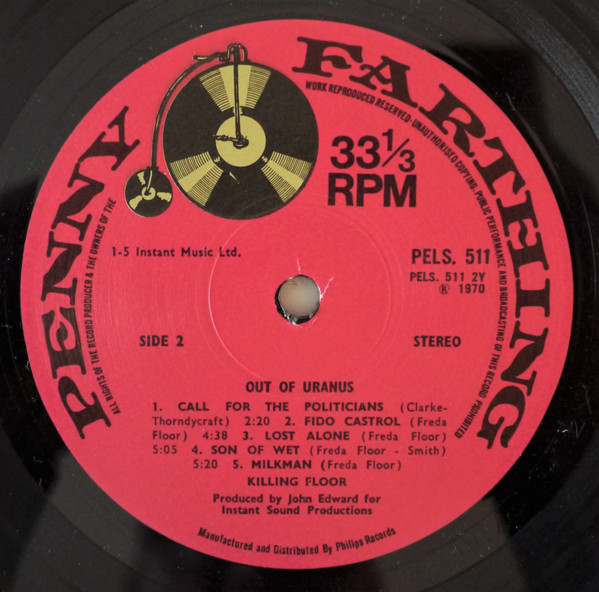 PENNY FARTHING
ALL RIGHTS OF THE RECORD PRODUCER & THE OWNERS OF THE
WORK REPRODUCED RESERVED·UNAUTHORISED COPYING, PUBLIC PERFORMANCE AND BROADCASTING OF THIS RECORD PROHIBITED
33 1/3
RPM
1-5 Instant Music Ltd.
PELS. 511
PELS. 511 2Y
Ⓡ 1970
SIDE 2
STEREO
OUT OF URANUS
1. CALL FOR THE POLITICIANS (Clarke-
Thorndycraft) 2:20 2. FIDO CASTROL (Freda
Floor) 4:38 3. LOST ALONE (Freda Floor)
5:05 4. SON OF WET (Freda Floor - Smith)
5:20 5. MILKMAN (Freda Floor)
KILLING FLOOR
Produced by John Edward for
Instant Sound Productions
Manufactured and Distributed By Philips Records